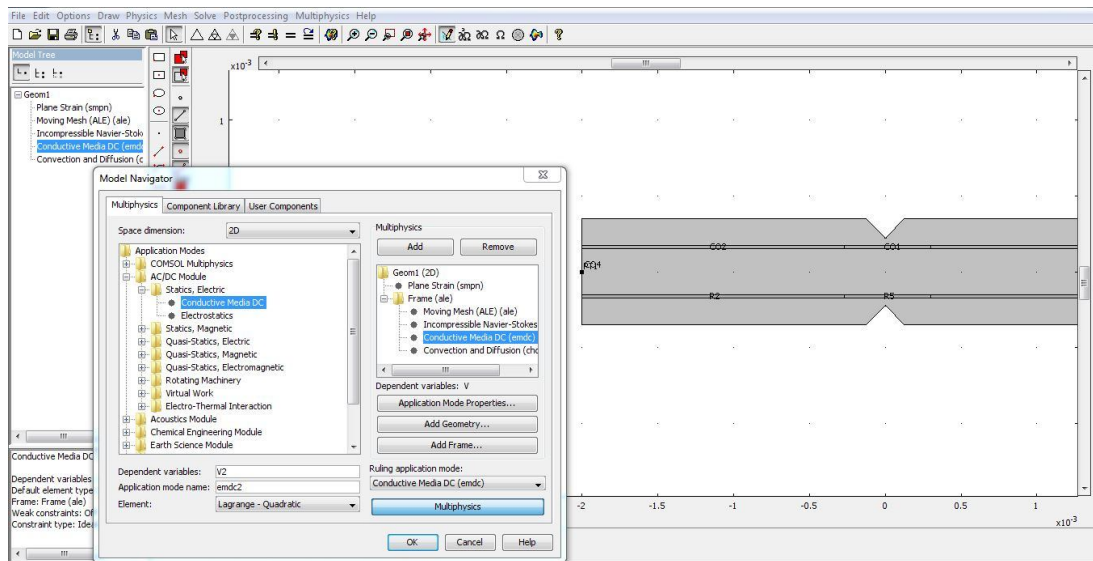 File Edit Options Draw Physics Mesh Solve Postprocessing Multiphysics Help
Model Tree
Geom1
Plane Strain (smpn)
Moving Mesh (ALE) (ale)
Incompressible Navier-Stok
Conductive Media DC (emd
Convection and Diffusion (c
x10-3
1
CO2
CO1
CO4
R2
R5
-2
-1.5
-1
-0.5
0
0.5
1
x10-3
Model Navigator
Multiphysics
Component Library
User Components
Space dimension:
2D
Application Modes
COMSOL Multiphysics
AC/DC Module
Statics, Electric
Conductive Media DC
Electrostatics
Statics, Magnetic
Quasi-Statics, Electric
Quasi-Statics, Magnetic
Quasi-Statics, Electromagnetic
Rotating Machinery
Virtual Work
Electro-Thermal Interaction
Acoustics Module
Chemical Engineering Module
Earth Science Module
Dependent variables:
V2
Application mode name:
emdc2
Element:
Lagrange - Quadratic
Multiphysics
Add
Remove
Geom1 (2D)
Plane Strain (smpn)
Frame (ale)
Moving Mesh (ALE) (ale)
Incompressible Navier-Stokes
Conductive Media DC (emdc)
Convection and Diffusion (chd
Dependent variables: V
Application Mode Properties...
Add Geometry...
Add Frame...
Ruling application mode:
Conductive Media DC (emdc)
Multiphysics
OK
Cancel
Help
Conductive Media DC
Dependent variables
Default element type
Frame: Frame (ale)
Weak constraints: Of
Constraint type: Idea